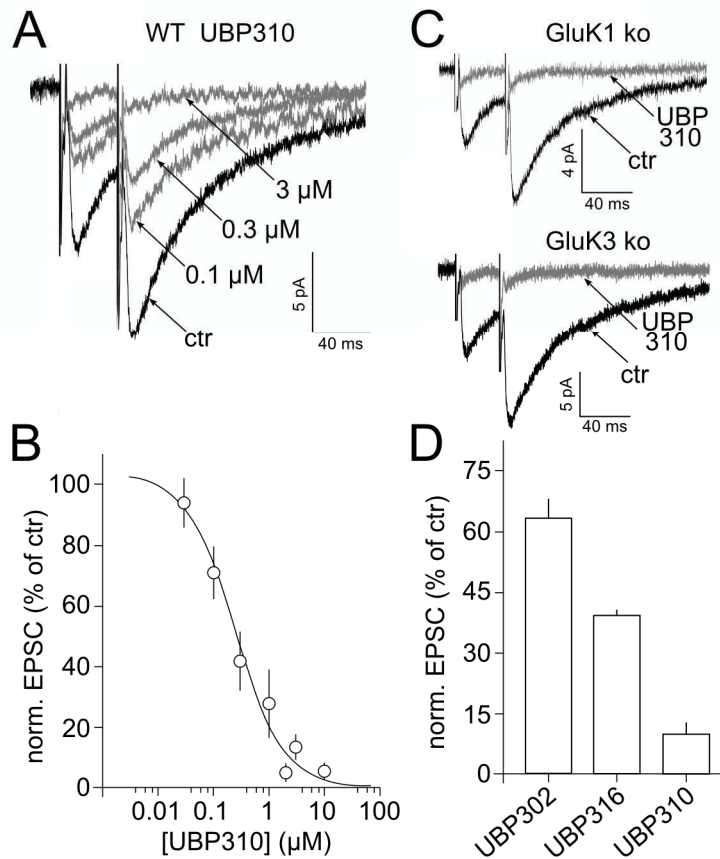 A
WT UBP310
3 µM
0.3 µM
0.1 µM
ctr
5 pA
40 ms
C
GluK1 ko
UBP
310
ctr
4 pA
40 ms
GluK3 ko
UBP
310
ctr
5 pA
40 ms
B
norm. EPSC (% of ctr)
100
80
60
40
20
0
0.01 0.1 1 10 100
[UBP310] (µM)
D
norm. EPSC (% of ctr)
75
60
45
30
15
0
UBP302
UBP316
UBP310